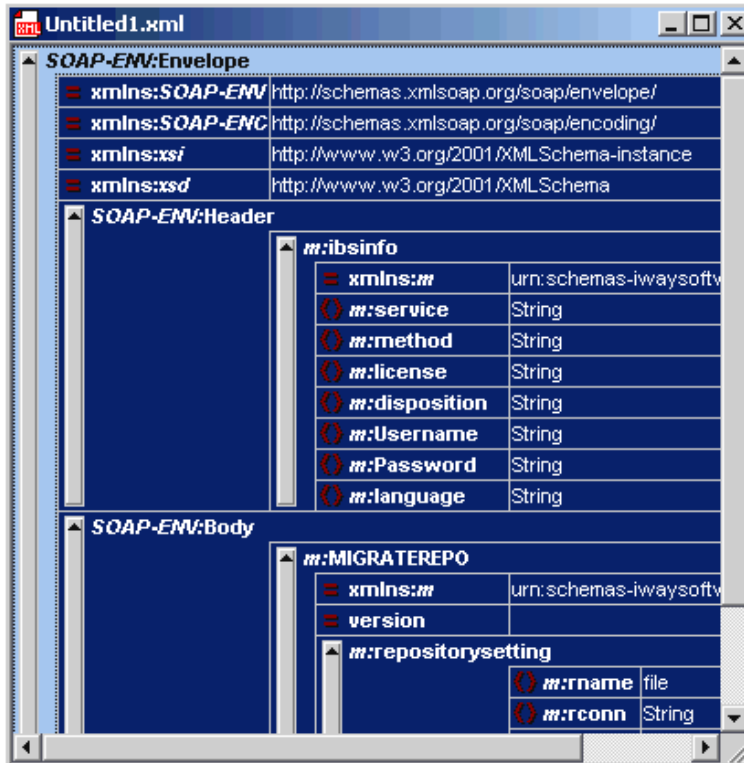 Untitled1.xml
SOAP-ENV:Envelope
= xmlns:SOAP-ENV http://schemas.xmlsoap.org/soap/envelope/
= xmlns:SOAP-ENC http://schemas.xmlsoap.org/soap/encoding/
= xmlns:xsi http://www.w3.org/2001/XMLSchema-instance
= xmlns:xsd http://www.w3.org/2001/XMLSchema
SOAP-ENV:Header
m:ibsinfo
= xmlns:m urn:schemas-iwaysoftw
() m:service String
() m:method String
() m:license String
() m:disposition String
() m:Username String
() m:Password String
() m:language String
SOAP-ENV:Body
m:MIGRATEREPO
= xmlns:m urn:schemas-iwaysoftw
= version
m:repositorysetting
() m:rname file
() m:rconn String